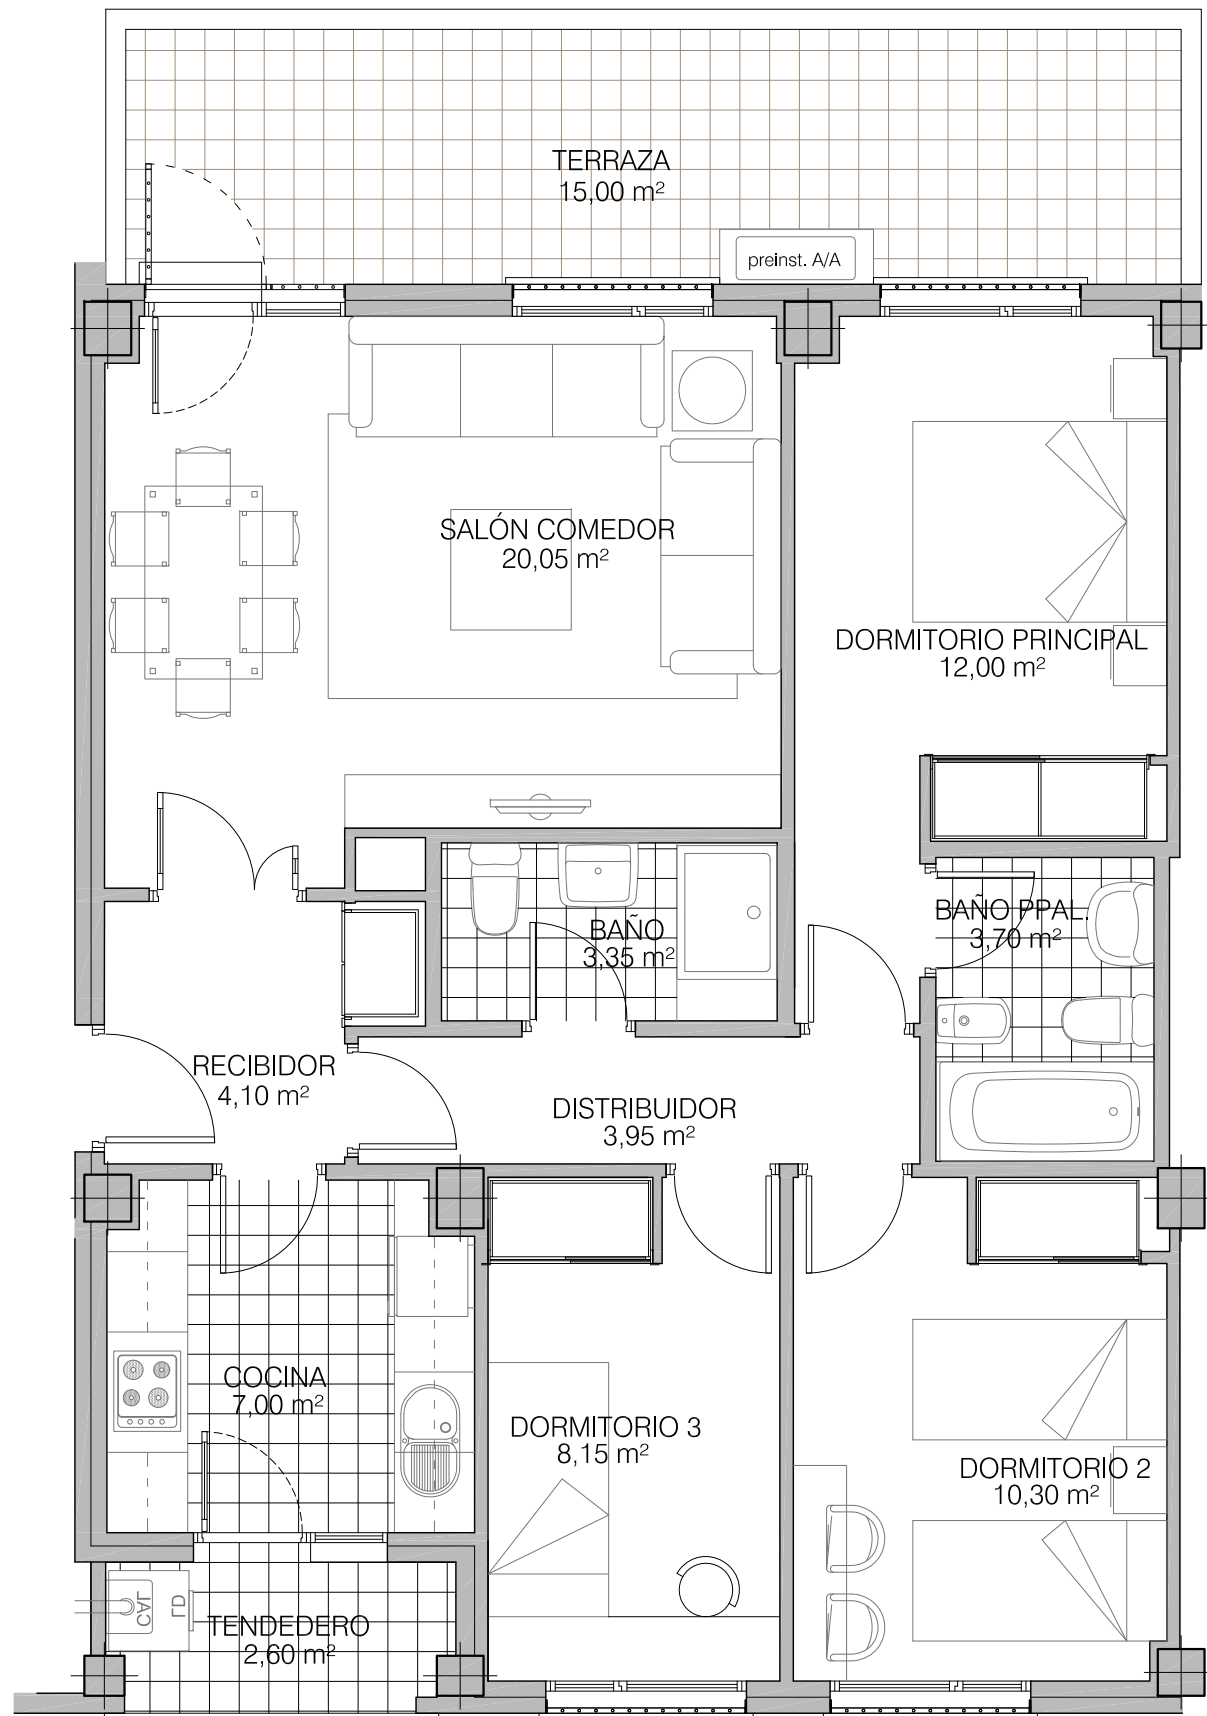 TERRAZA
15,00 m²
preinst. A/A
SALÓN COMEDOR
20,05 m²
DORMITORIO PRINCIPAL
12,00 m²
BAÑO
3,35 m²
BAÑO PPAL.
3,70 m²
RECIBIDOR
4,10 m²
DISTRIBUIDOR
3,95 m²
COCINA
7,00 m²
DORMITORIO 3
8,15 m²
DORMITORIO 2
10,30 m²
CAL
LD
TENDEDERO
2,60 m²